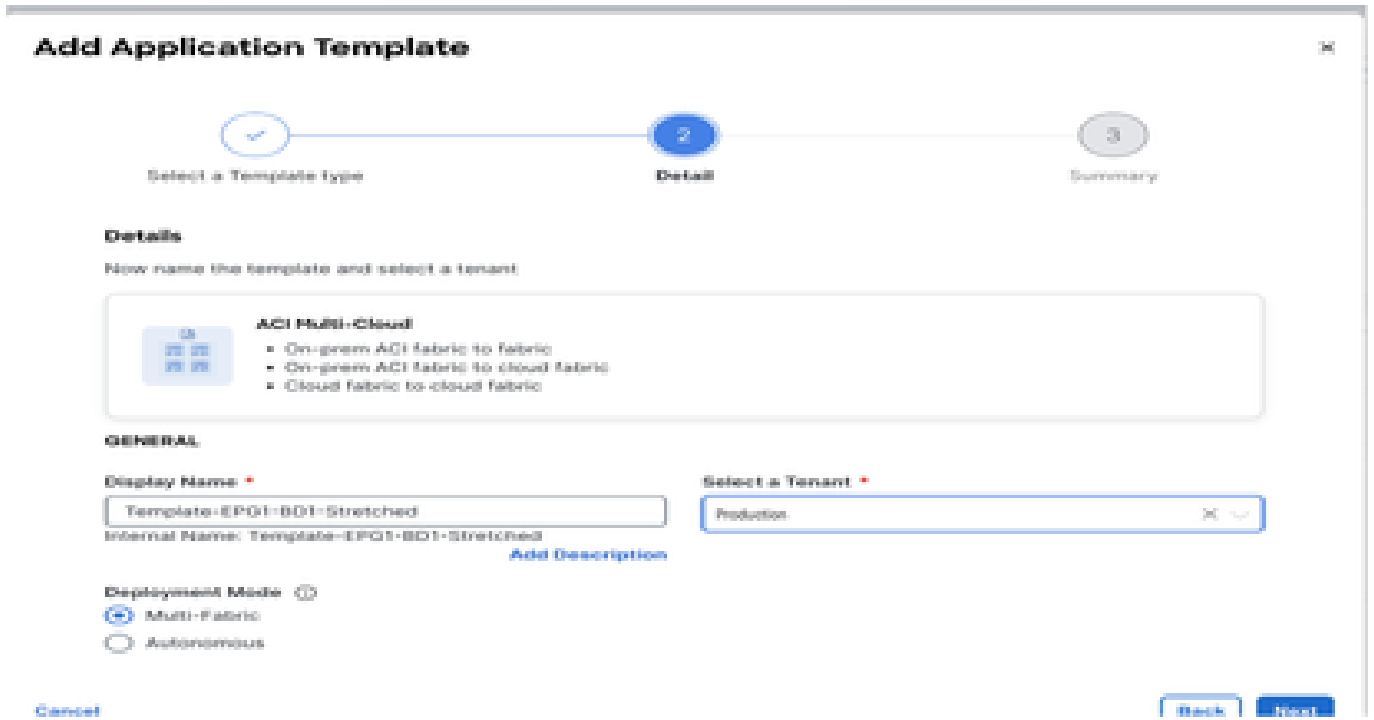 Add Application Template
2
3
Select a Template type
Detail
Summary
Details
Now name the template and select a tenant
ACI Multi-Cloud
On-prem ACI fabric to fabric
On-prem ACI fabric to cloud fabric
Cloud fabric to cloud fabric
GENERAL
Display Name *
Select a Tenant *
Template-EPG1-BD1-Stretched
Production
Internal Name: Template-EPG1-BD1-Stretched
Add Description
Deployment Mode
Multi-Fabric
Autonomous
Cancel
Back
Next